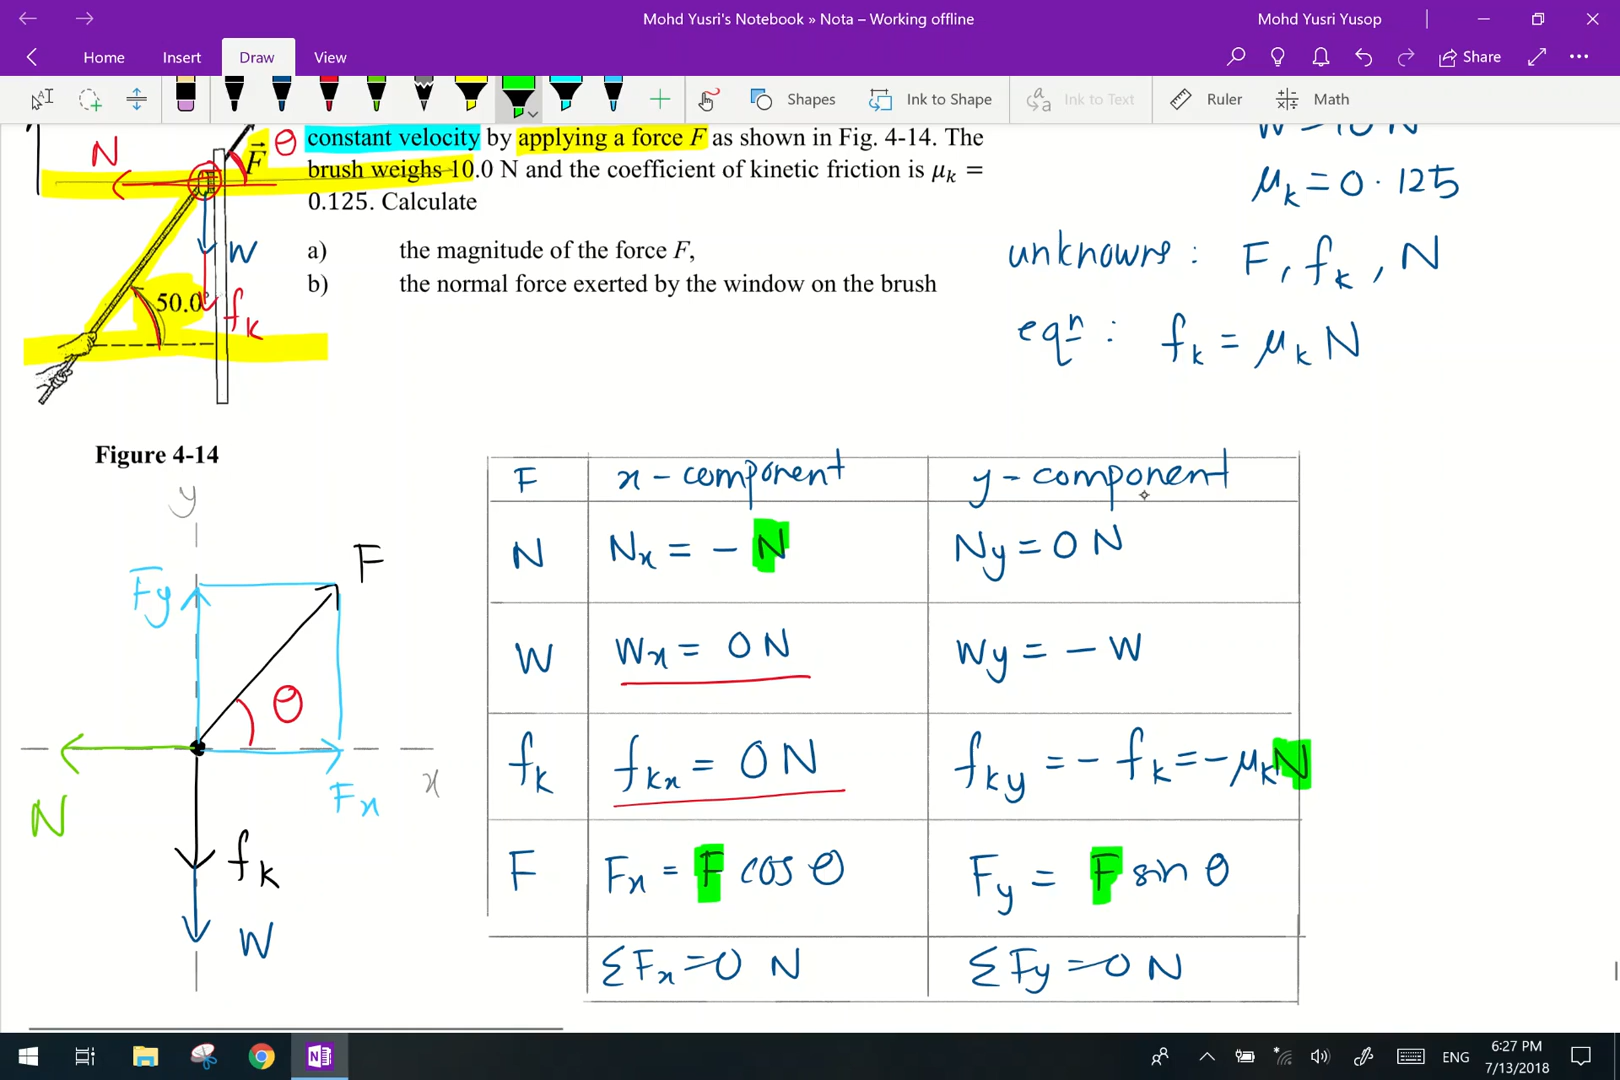 Mohd Yusri's Notebook » Nota – Working offline
Mohd Yusri Yusop
Home Insert Draw View
Share
Shapes Ink to Shape Ink to Text Ruler Math
constant velocity by applying a force F as shown in Fig. 4-14. The
brush weighs 10.0 N and the coefficient of kinetic friction is μk =
0.125. Calculate
a) the magnitude of the force F,
b) the normal force exerted by the window on the brush
N
F
θ
W
50.0°
fk
W = 10 N
μk = 0.125
unknowns : F, fk, N
eqn : fk = μk N
Figure 4-14
y
F
Fy
θ
N
Fx
x
fk
W
F x - component y - component
N Nx = - N Ny = 0 N
W Wx = 0 N Wy = - W
fk fkx = 0 N fky = - fk = - μk N
F Fx = F cos θ Fy = F sin θ
ΣFx = 0 N ΣFy = 0 N
ENG
6:27 PM
7/13/2018